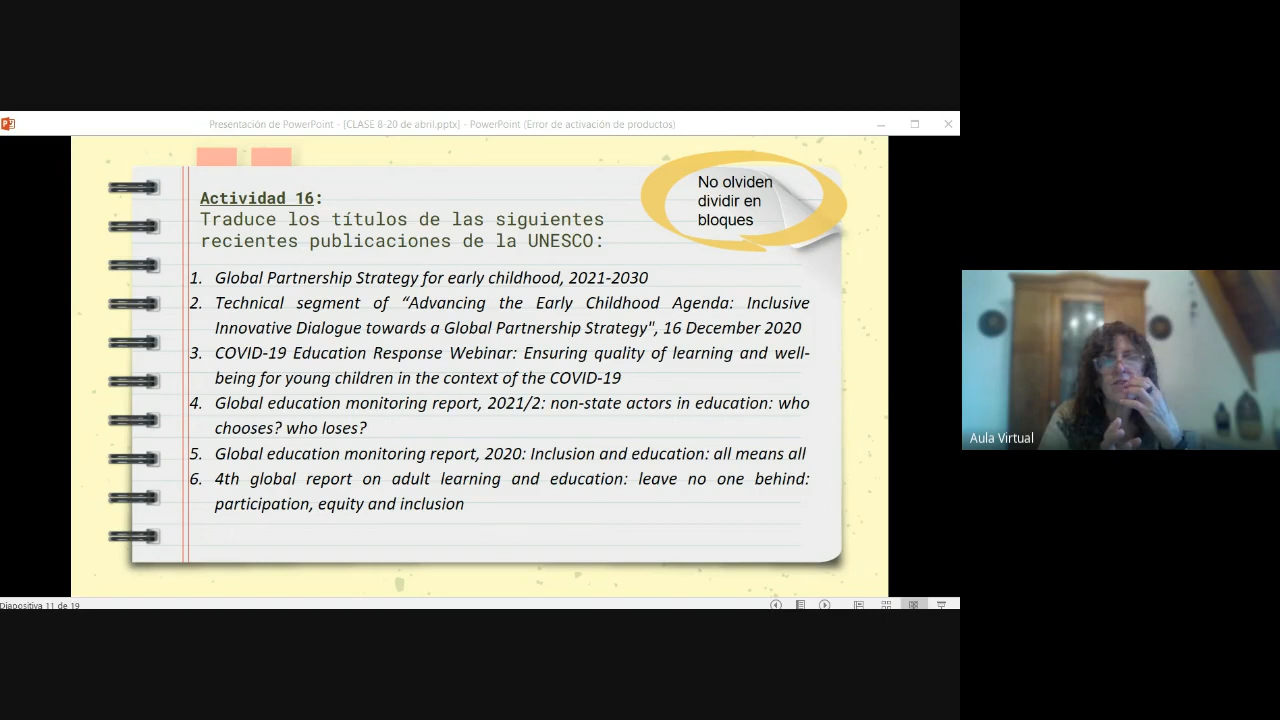 Presentación de PowerPoint - [CLASE 8-20 de abril.pptx] - PowerPoint (Error de activación de productos)
No olviden
dividir en
bloques
Actividad 16:
Traduce los títulos de las siguientes
recientes publicaciones de la UNESCO:
1. Global Partnership Strategy for early childhood, 2021-2030
2. Technical segment of “Advancing the Early Childhood Agenda: Inclusive
Innovative Dialogue towards a Global Partnership Strategy", 16 December 2020
3. COVID-19 Education Response Webinar: Ensuring quality of learning and well-
being for young children in the context of the COVID-19
4. Global education monitoring report, 2021/2: non-state actors in education: who
chooses? who loses?
5. Global education monitoring report, 2020: Inclusion and education: all means all
6. 4th global report on adult learning and education: leave no one behind:
participation, equity and inclusion
Diapositiva 11 de 19
Aula Virtual